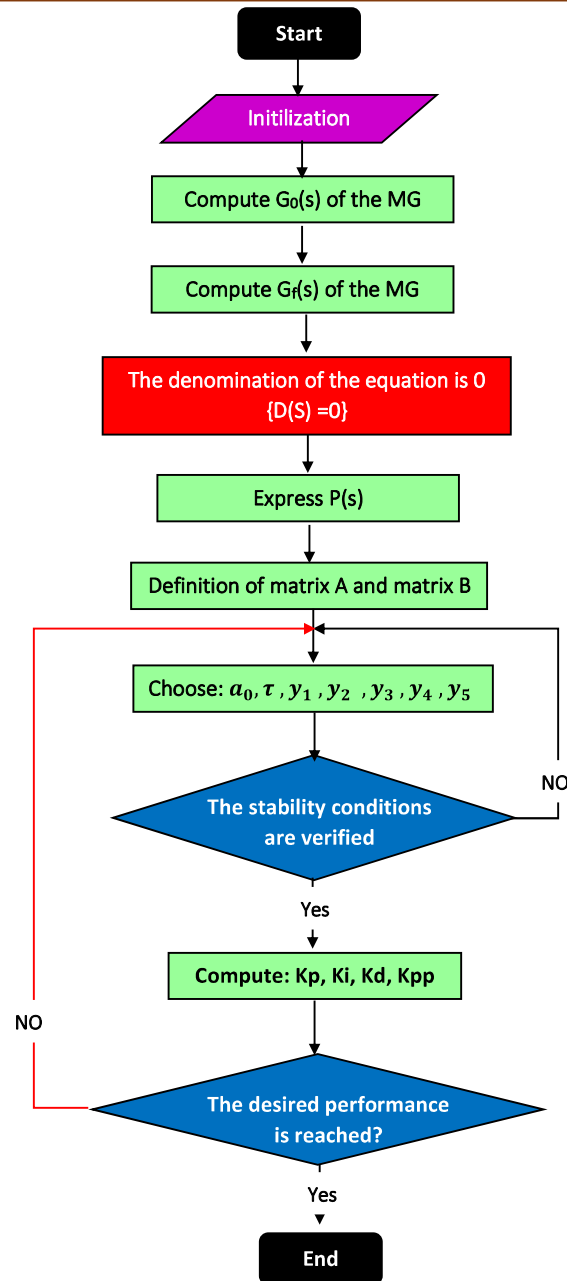 Start
Initilization
Compute G₀(s) of the MG
Compute Gf(s) of the MG
The denomination of the equation is 0
{D(S) =0}
Express P(s)
Definition of matrix A and matrix B
Choose: a₀, τ , y₁ , y₂ , y₃ , y₄ , y₅
The stability conditions
are verified
NO
Yes
Compute: Kp, Ki, Kd, Kpp
NO
The desired performance
is reached?
Yes
End